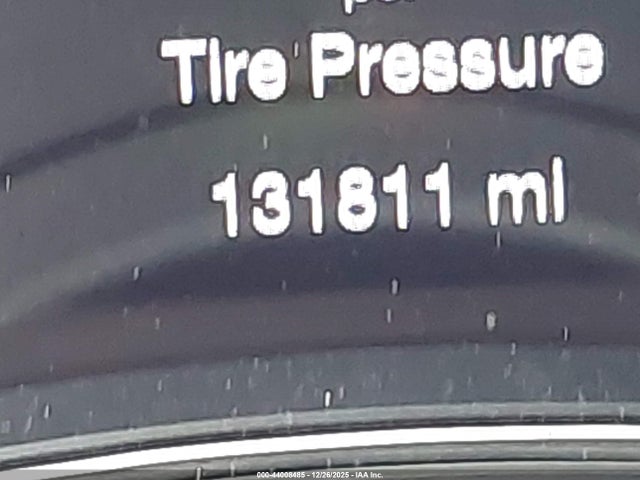 Tire Pressure
131811 mi
000-44008485 - 12/26/2025 - IAA Inc.